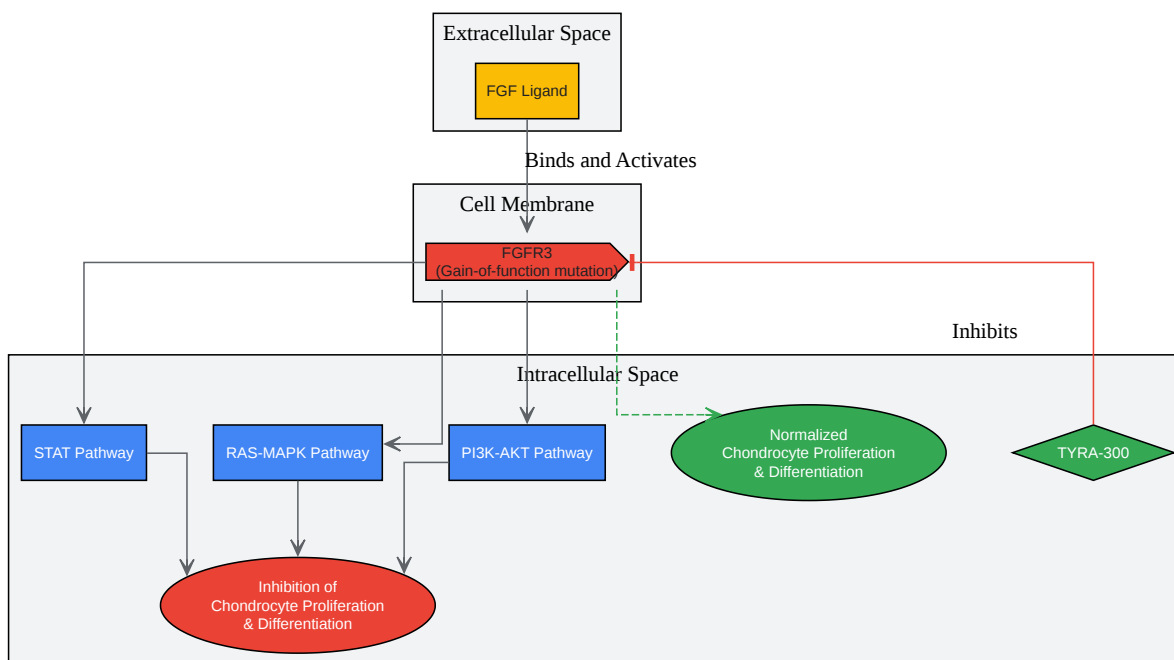 Extracellular Space
FGF Ligand
Binds and Activates
Cell Membrane
FGFR3
(Gain-of-function mutation)
Inhibits
Intracellular Space
STAT Pathway
RAS-MAPK Pathway
PI3K-AKT Pathway
Normalized
Chondrocyte Proliferation
& Differentiation
TYRA-300
Inhibition of
Chondrocyte Proliferation
& Differentiation